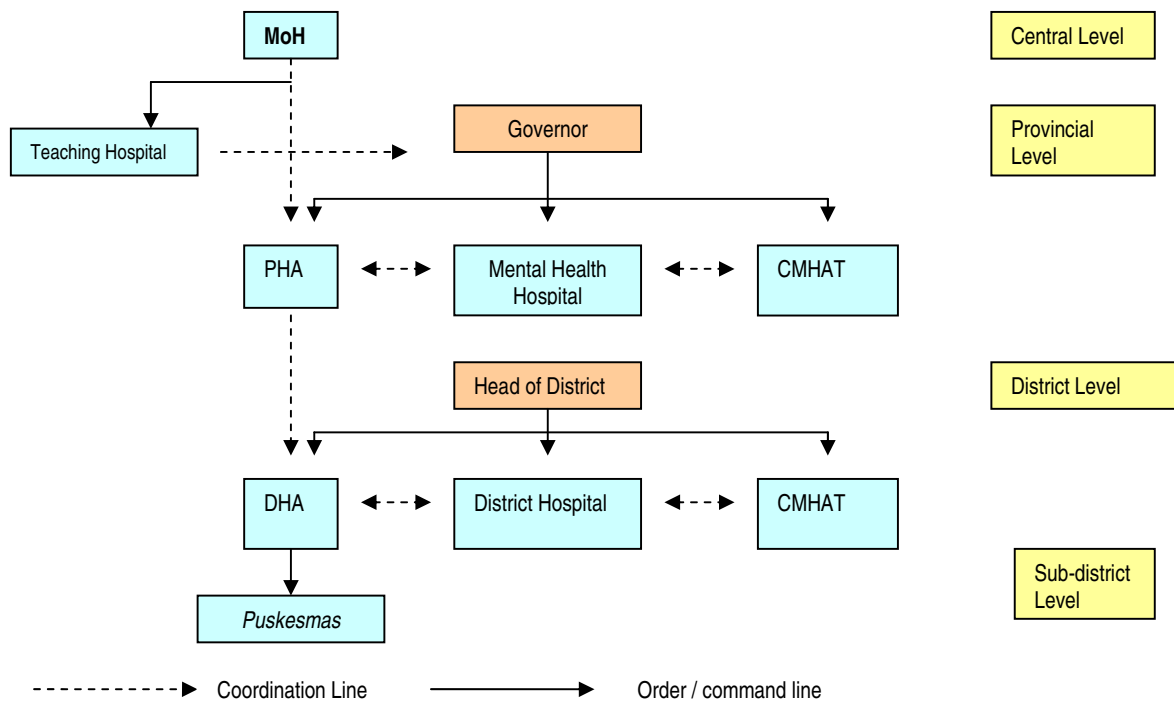 MoH
Central Level
Teaching Hospital
Governor
Provincial
Level
PHA
Mental Health
Hospital
CMHAT
Head of District
District Level
DHA
District Hospital
CMHAT
Sub-district
Level
Puskesmas
Coordination Line
Order / command line